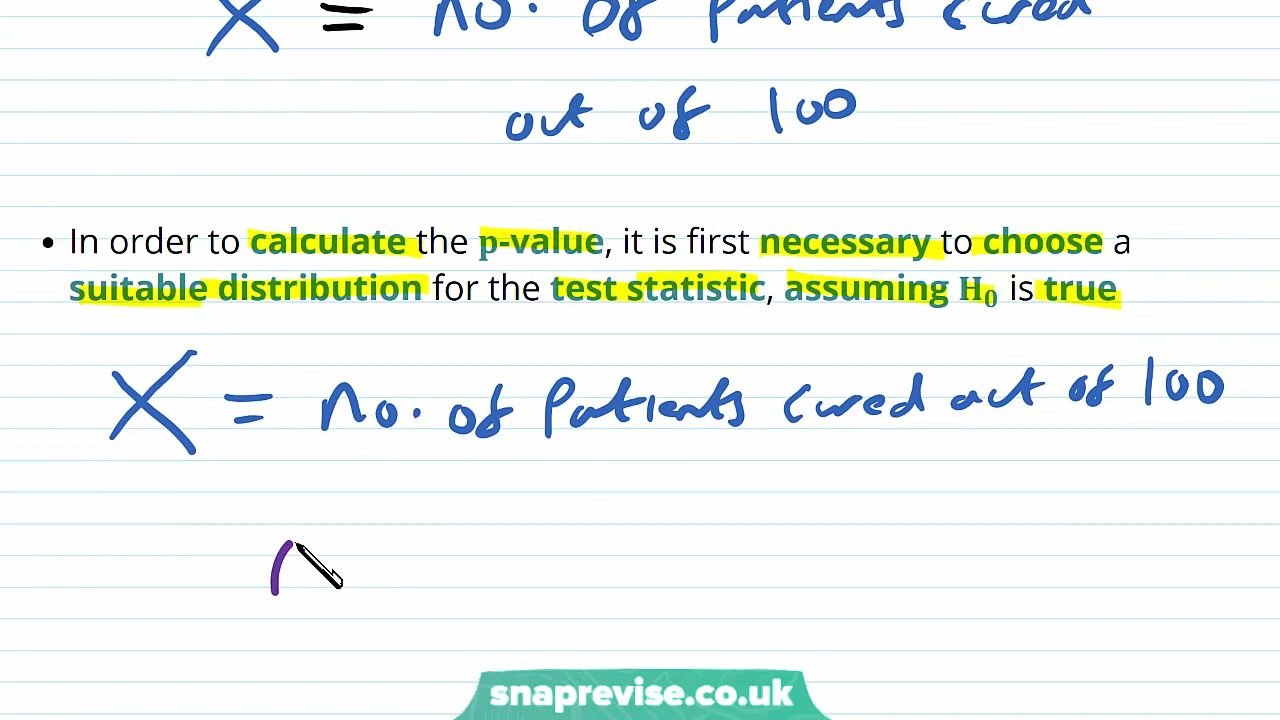 X = no. of patients cured
out of 100
• In order to calculate the p-value, it is first necessary to choose a
suitable distribution for the test statistic, assuming H₀ is true
X = no. of patients cured out of 100
snaprevise.co.uk